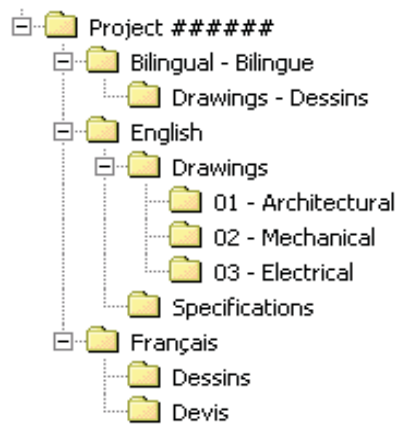 Project ######
Bilingual - Bilingue
Drawings - Dessins
English
Drawings
01 - Architectural
02 - Mechanical
03 - Electrical
Specifications
Français
Dessins
Devis